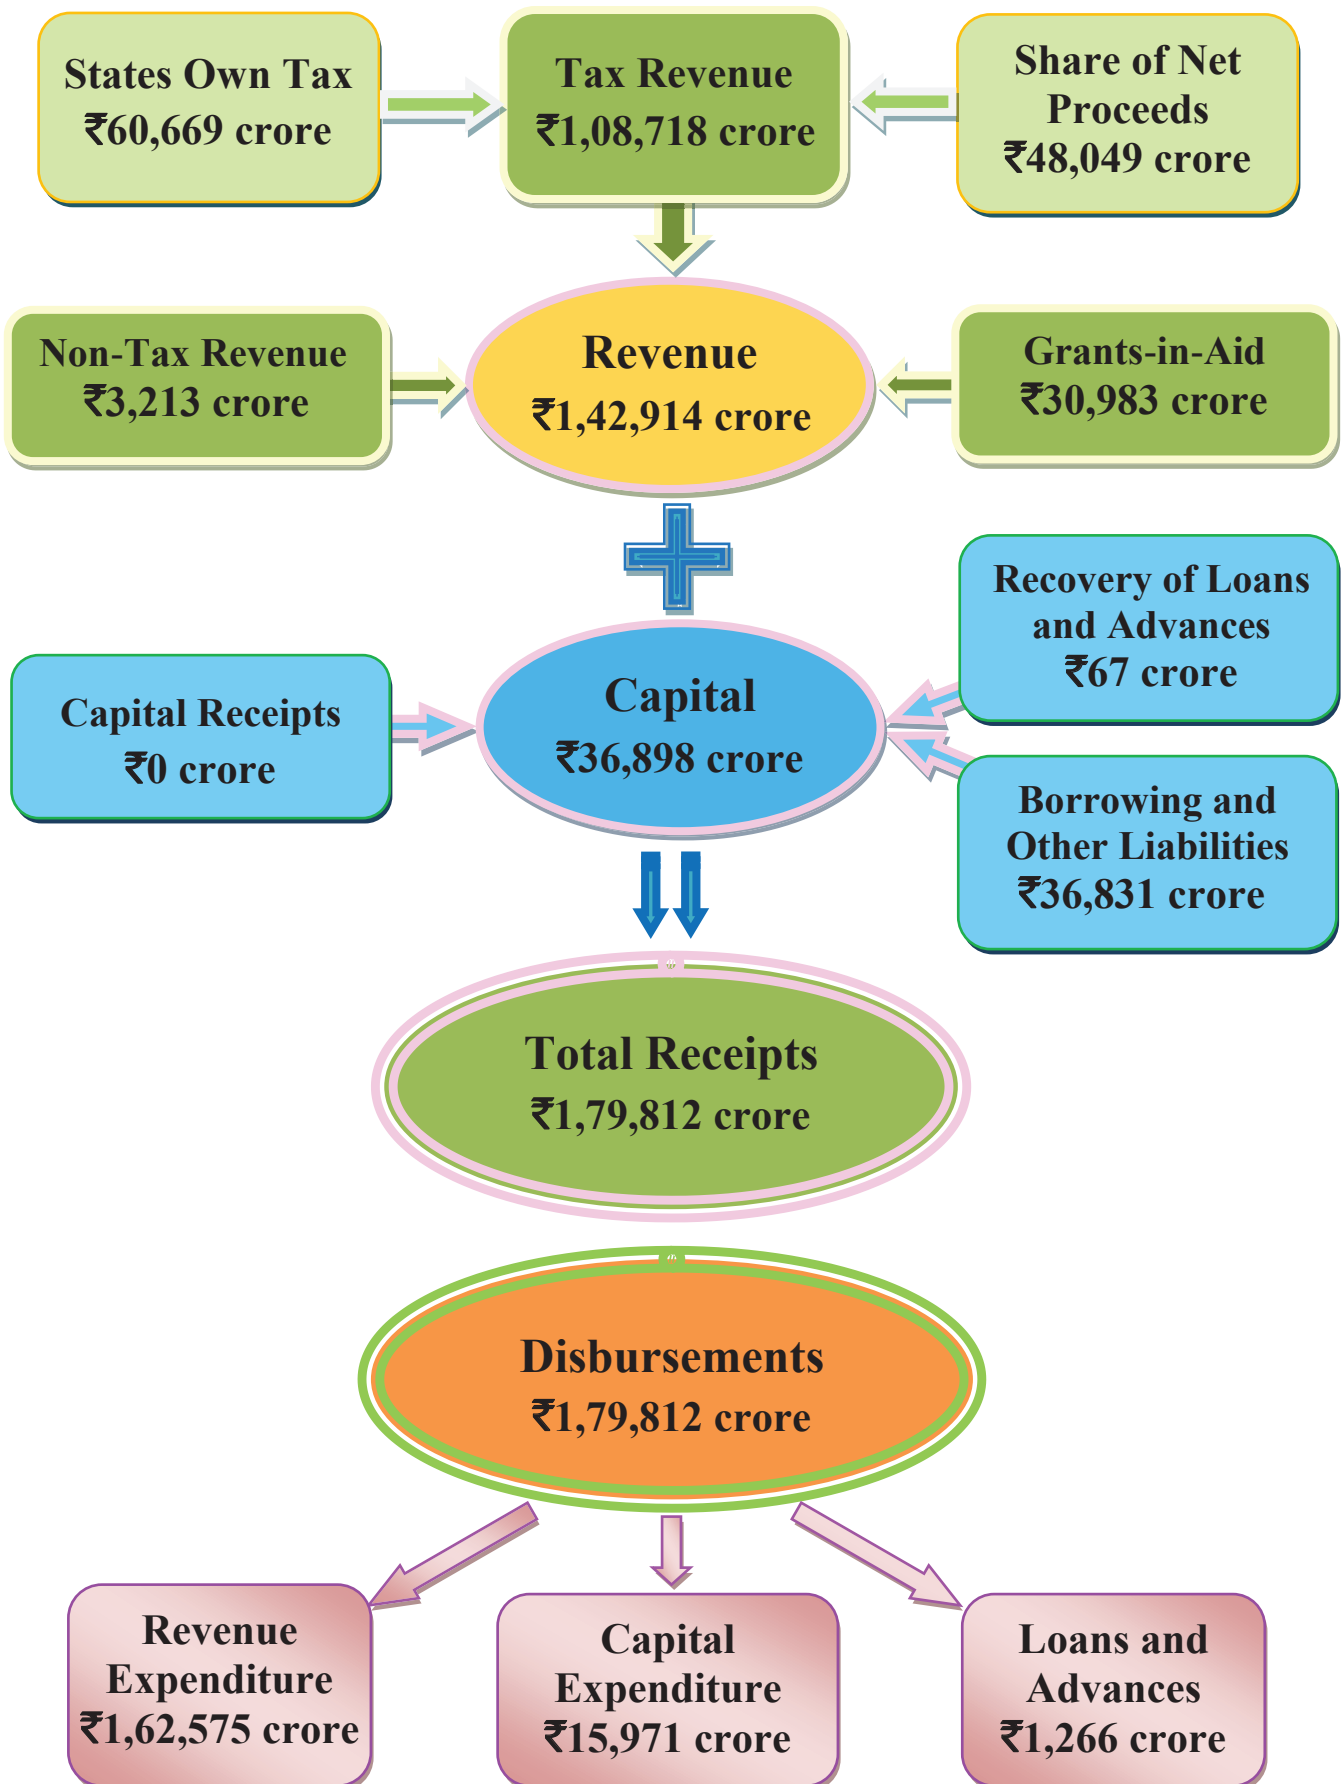 States Own Tax
₹60,669 crore
Tax Revenue
₹1,08,718 crore
Share of Net
Proceeds
₹48,049 crore
Non-Tax Revenue
₹3,213 crore
Revenue
₹1,42,914 crore
Grants-in-Aid
₹30,983 crore
Capital Receipts
₹0 crore
Capital
₹36,898 crore
Recovery of Loans
and Advances
₹67 crore
Borrowing and
Other Liabilities
₹36,831 crore
Total Receipts
₹1,79,812 crore
Disbursements
₹1,79,812 crore
Revenue
Expenditure
₹1,62,575 crore
Capital
Expenditure
₹15,971 crore
Loans and
Advances
₹1,266 crore